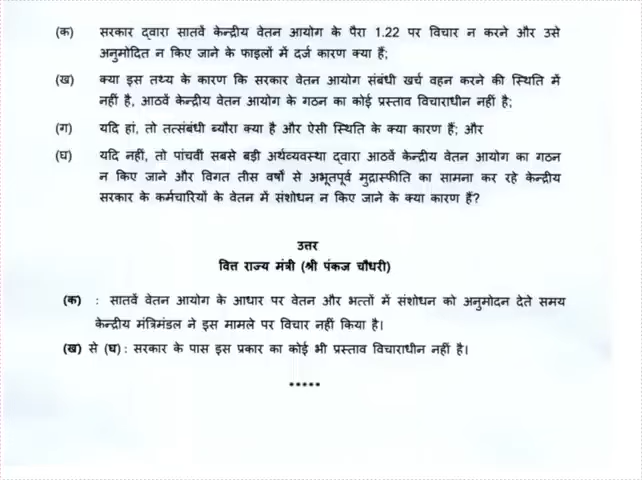 (क) सरकार द्वारा सातवें केन्द्रीय वेतन आयोग के पैरा 1.22 पर विचार न करने और उसे
अनुमोदित न किए जाने के फाइलों में दर्ज कारण क्या हैं;
(ख) क्या इस तथ्य के कारण कि सरकार वेतन आयोग संबंधी खर्च वहन करने की स्थिति में
नहीं है, आठवें केन्द्रीय वेतन आयोग के गठन का कोई प्रस्ताव विचाराधीन नहीं है;
(ग) यदि हां, तो तत्संबंधी ब्यौरा क्या है और ऐसी स्थिति के क्या कारण हैं; और
(घ) यदि नहीं, तो पांचवीं सबसे बड़ी अर्थव्यवस्था द्वारा आठवें केन्द्रीय वेतन आयोग का गठन
न किए जाने और विगत तीस वर्षों से अभूतपूर्व मुद्रास्फीति का सामना कर रहे केन्द्रीय
सरकार के कर्मचारियों के वेतन में संशोधन न किए जाने के क्या कारण हैं?
उत्तर
वित्त राज्य मंत्री (श्री पंकज चौधरी)
(क) : सातवें वेतन आयोग के आधार पर वेतन और भत्तों में संशोधन को अनुमोदन देते समय
केन्द्रीय मंत्रिमंडल ने इस मामले पर विचार नहीं किया है।
(ख) से (घ) : सरकार के पास इस प्रकार का कोई भी प्रस्ताव विचाराधीन नहीं है।
*****